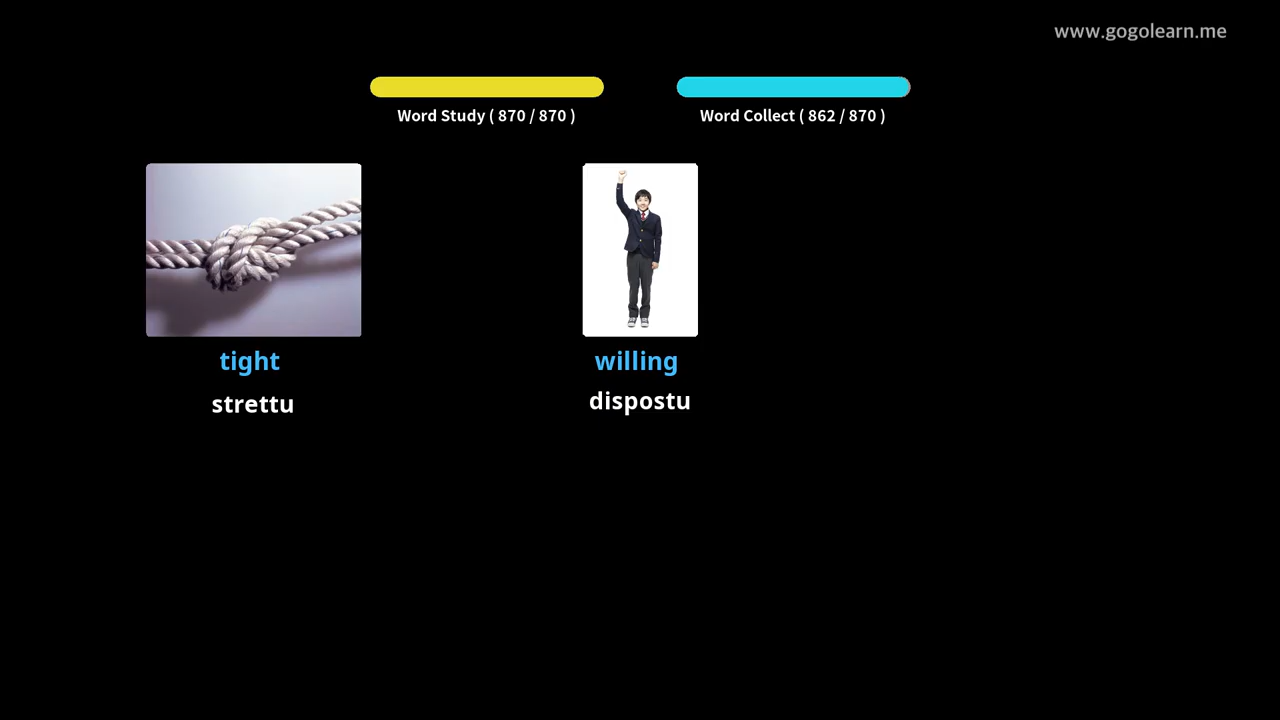 www.gogolearn.me
Word Study ( 870 / 870 )
Word Collect ( 862 / 870 )
tight
strettu
willing
dispostu